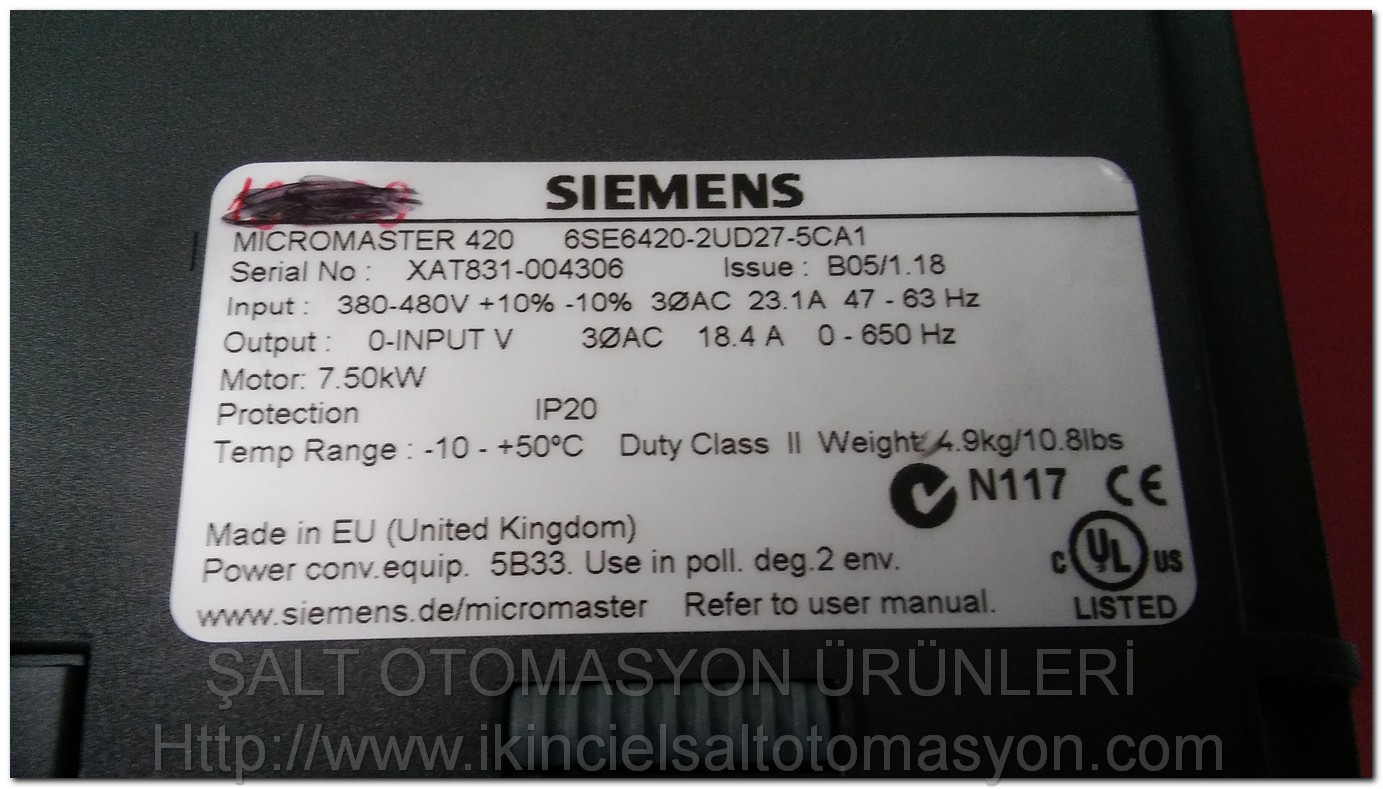 SIEMENS
MICROMASTER 420 6SE6420-2UD27-5CA1
Serial No : XAT831-004306 Issue : B05/1.18
Input : 380-480V +10% -10% 3ØAC 23.1A 47 - 63 Hz
Output : 0-INPUT V 3ØAC 18.4 A 0 - 650 Hz
Motor: 7.50kW
Protection IP20
Temp Range : -10 - +50ºC Duty Class II Weight: 4.9kg/10.8lbs
N117 CE
Made in EU (United Kingdom)
Power conv.equip. 5B33. Use in poll. deg.2 env.
C UL US
www.siemens.de/micromaster Refer to user manual.
LISTED
ŞALT OTOMASYON ÜRÜNLERİ
Http://www.ikincielsaltotomasyon.com